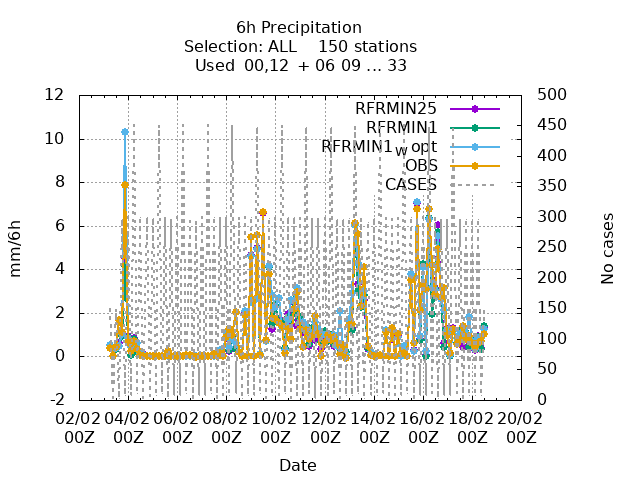 6h Precipitation
Selection: ALL 150 stations
Used 00,12 + 06 09 ... 33
12
10
8
6
4
2
0
-2
mm/6h
500
450
400
350
300
250
200
150
100
50
0
No cases
RFRMIN25
RFRMIN1
RFRMIN1w opt
OBS
CASES
02/02 04/02 06/02 08/02 10/02 12/02 14/02 16/02 18/02 20/02
00Z 00Z 00Z 00Z 00Z 00Z 00Z 00Z 00Z 00Z
Date